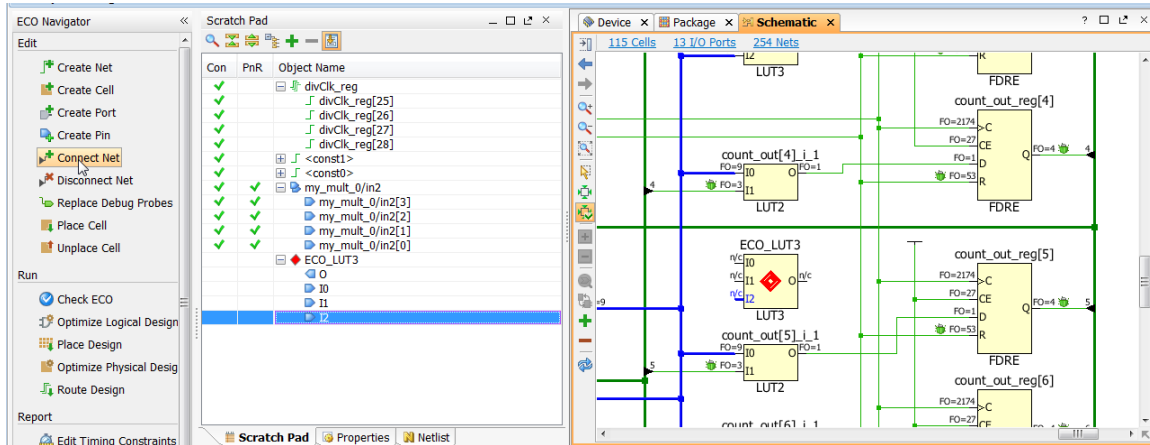 ECO Navigator
Edit
Create Net
Create Cell
Create Port
Create Pin
Connect Net
Disconnect Net
Replace Debug Probes
Place Cell
Unplace Cell
Run
Check ECO
Optimize Logical Design
Place Design
Optimize Physical Desig
Route Design
Report
Edit Timing Constraints
Scratch Pad
Con PnR Object Name
divClk_reg
divClk_reg[25]
divClk_reg[26]
divClk_reg[27]
divClk_reg[28]
<const1>
<const0>
my_mult_0/in2
my_mult_0/in2[3]
my_mult_0/in2[2]
my_mult_0/in2[1]
my_mult_0/in2[0]
ECO_LUT3
O
I0
I1
I2
Scratch Pad Properties Netlist
Device Package Schematic
115 Cells 13 I/O Ports 254 Nets
I2
LUT3
R
FDRE
count_out_reg[4]
FO=2174 C
FO=27 CE
FO=1 D
FO=53 R
Q FO=4 4
FDRE
count_out[4]_i_1
FO=9 I0 O FO=1
4 FO=3 I1
LUT2
ECO_LUT3
n/c I0
n/c I1 O n/c
n/c I2
LUT3
=9
count_out_reg[5]
FO=2174 C
FO=27 CE
FO=1 D
FO=53 R
Q FO=4 5
FDRE
count_out[5]_i_1
FO=9 I0 O FO=1
5 FO=3 I1
LUT2
count_out_reg[6]
FO=2174 C
FO=27 CE
count_out[6]_i_1